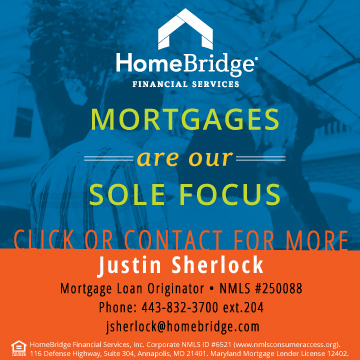 HomeBridge®
FINANCIAL SERVICES
MORTGAGES
are our
SOLE FOCUS
CLICK OR CONTACT FOR MORE
Justin Sherlock
Mortgage Loan Originator • NMLS #250088
Phone: 443-832-3700 ext.204
jsherlock@homebridge.com
HomeBridge Financial Services, Inc. Corporate NMLS ID #6521 (www.nmlsconsumeraccess.org).
116 Defense Highway, Suite 304, Annapolis, MD 21401. Maryland Mortgage Lender License 12402.